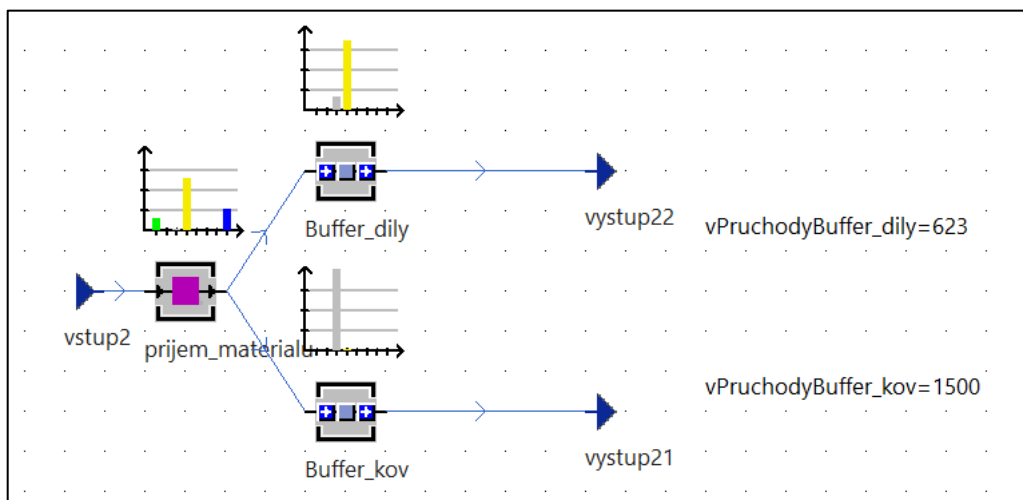 Buffer_dily
vystup22
vPruchodyBuffer_dily=623
vstup2
prijem_materialu
vPruchodyBuffer_kov=1500
Buffer_kov
vystup21